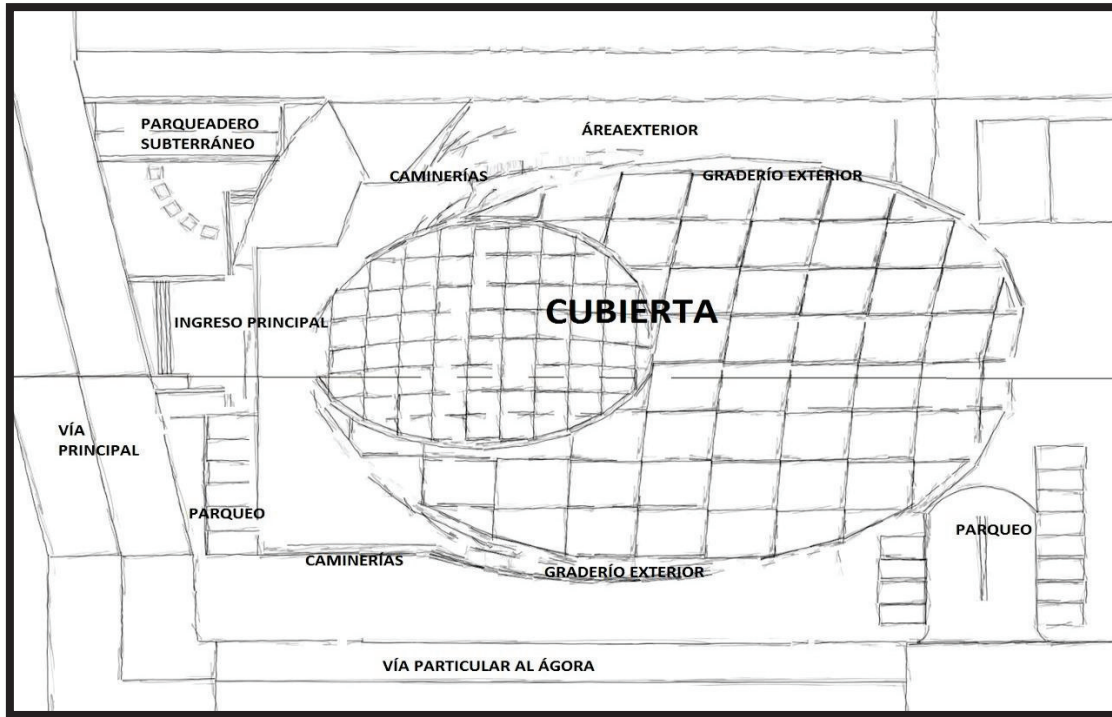 PARQUEADERO
SUBTERRÁNEO
ÁREAEXTERIOR
CAMINERÍAS
GRADERÍO EXTERIOR
CUBIERTA
INGRESO PRINCIPAL
VÍA
PRINCIPAL
PARQUEO
PARQUEO
CAMINERÍAS
GRADERÍO EXTERIOR
VÍA PARTICULAR AL ÁGORA